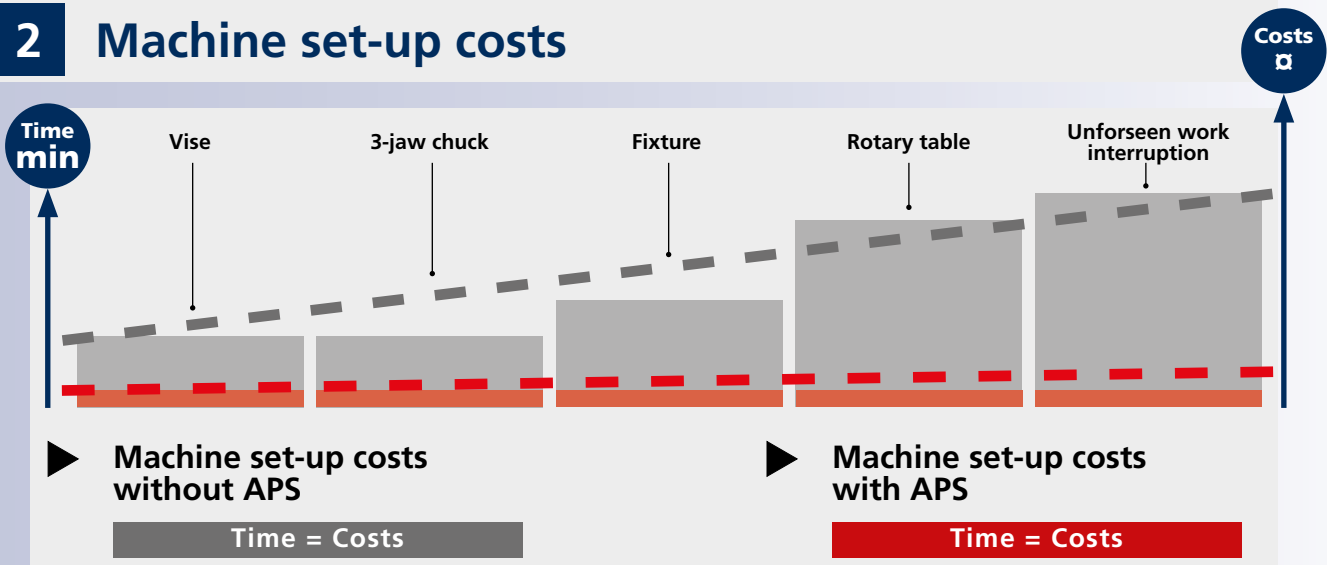 2 Machine set-up costs
Costs
¤
Time
min
Vise
3-jaw chuck
Fixture
Rotary table
Unforseen work
interruption
Machine set-up costs
without APS
Time = Costs
Machine set-up costs
with APS
Time = Costs